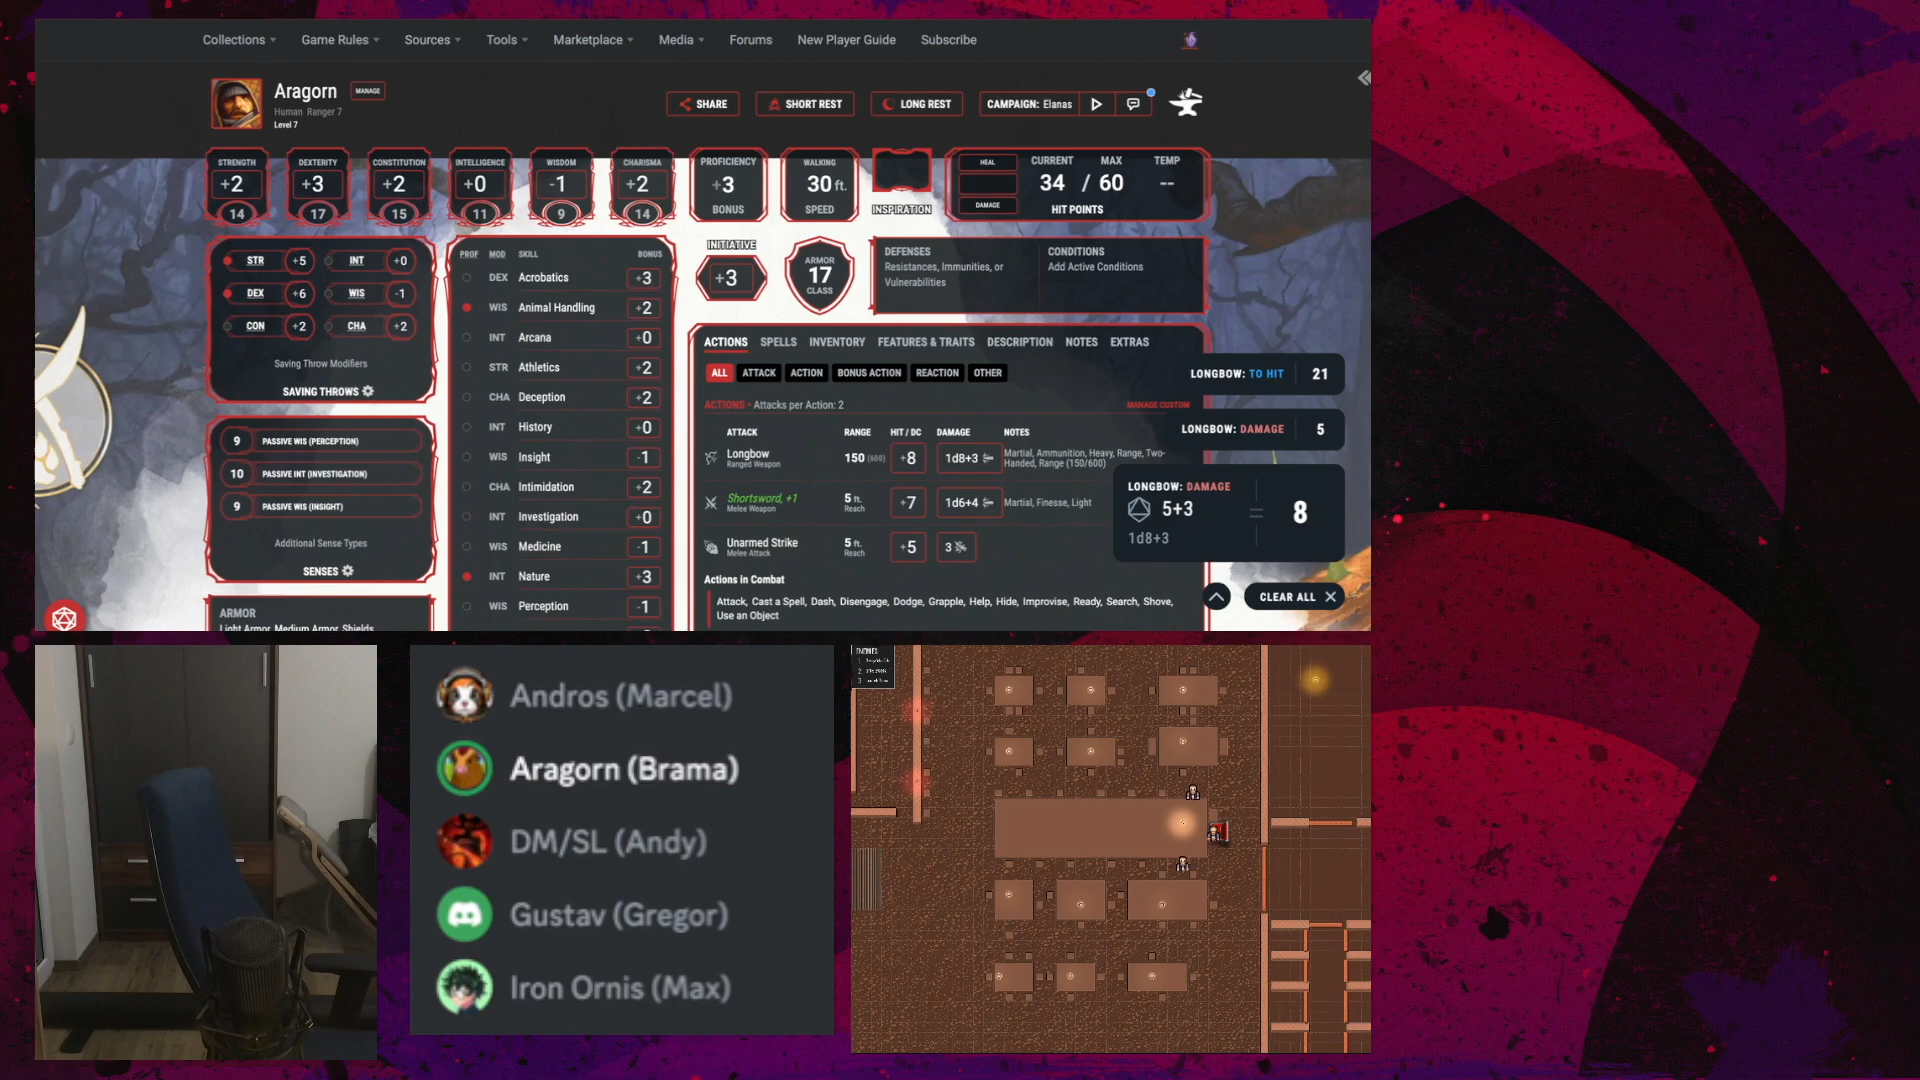 Collections
Game Rules
Sources
Tools
Marketplace
Media
Forums
New Player Guide
Subscribe
Aragorn
MANAGE
Human Ranger 7
Level 7
SHARE
SHORT REST
LONG REST
CAMPAIGN: Elanas
STRENGTH
+2
14
DEXTERITY
+3
17
CONSTITUTION
+2
15
INTELLIGENCE
+0
11
WISDOM
-1
9
CHARISMA
+2
14
PROFICIENCY
+3
BONUS
WALKING
30 ft.
SPEED
INSPIRATION
HEAL
DAMAGE
CURRENT
MAX
TEMP
34 / 60 --
HIT POINTS
STR +5
INT +0
DEX +6
WIS -1
CON +2
CHA +2
Saving Throw Modifiers
SAVING THROWS
9 PASSIVE WIS (PERCEPTION)
10 PASSIVE INT (INVESTIGATION)
9 PASSIVE WIS (INSIGHT)
Additional Sense Types
SENSES
ARMOR
Light Armor, Medium Armor, Shields
PROF MOD SKILL BONUS
DEX Acrobatics +3
WIS Animal Handling +2
INT Arcana +0
STR Athletics +2
CHA Deception +2
INT History +0
WIS Insight -1
CHA Intimidation +2
INT Investigation +0
WIS Medicine -1
INT Nature +3
WIS Perception -1
INITIATIVE
+3
ARMOR
17
CLASS
DEFENSES
Resistances, Immunities, or
Vulnerabilities
CONDITIONS
Add Active Conditions
ACTIONS SPELLS INVENTORY FEATURES & TRAITS DESCRIPTION NOTES EXTRAS
ALL ATTACK ACTION BONUS ACTION REACTION OTHER
ACTIONS • Attacks per Action: 2
MANAGE CUSTOM
ATTACK RANGE HIT / DC DAMAGE NOTES
Longbow
Ranged Weapon
150 (600)
+8
1d8+3
Martial, Ammunition, Heavy, Range, Two-
Handed, Range (150/600)
Shortsword, +1
Melee Weapon
5 ft.
Reach
+7
1d6+4
Martial, Finesse, Light
Unarmed Strike
Melee Attack
5 ft.
Reach
+5
3
Actions in Combat
Attack, Cast a Spell, Dash, Disengage, Dodge, Grapple, Help, Hide, Improvise, Ready, Search, Shove,
Use an Object
LONGBOW: TO HIT 21
LONGBOW: DAMAGE 5
LONGBOW: DAMAGE
5+3 = 8
1d8+3
CLEAR ALL
Andros (Marcel)
Aragorn (Brama)
DM/SL (Andy)
Gustav (Gregor)
Iron Ornis (Max)
ENEMIES
1
2
3